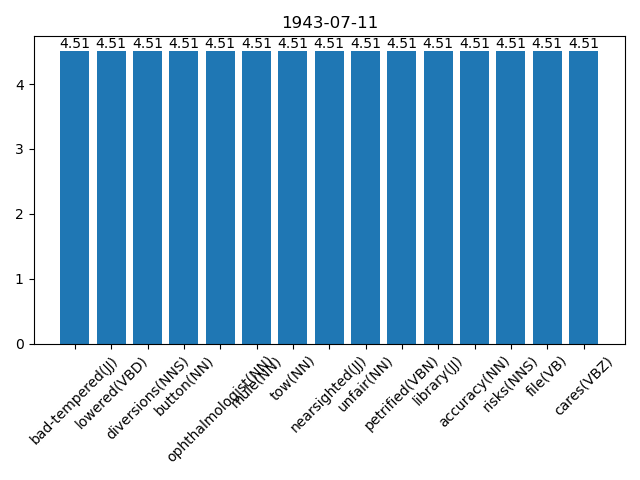 1943-07-11
4.51 4.51 4.51 4.51 4.51 4.51 4.51 4.51 4.51 4.51 4.51 4.51 4.51 4.51 4.51
4
3
2
1
0
bad-tempered(JJ)
lowered(VBD)
diversions(NNS)
button(NN)
ophthalmologist(NN)
mule(NN)
tow(NN)
nearsighted(JJ)
unfair(NN)
petrified(VBN)
library(JJ)
accuracy(NN)
risks(NNS)
file(VB)
cares(VBZ)